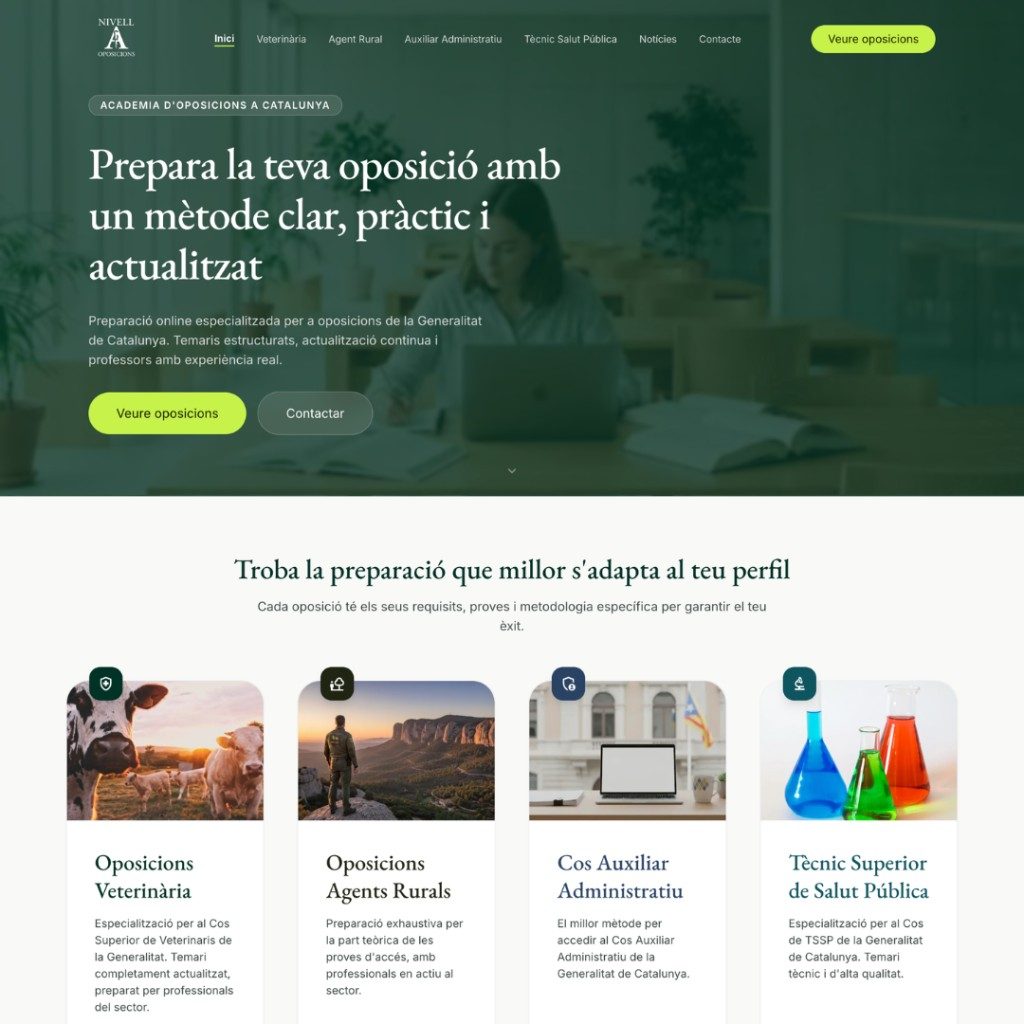 NIVELL
A
OPOSICIONS
Inici
Veterinària
Agent Rural
Auxiliar Administratiu
Tècnic Salut Pública
Notícies
Contacte
Veure oposicions
ACADEMIA D'OPOSICIONS A CATALUNYA
Prepara la teva oposició amb
un mètode clar, pràctic i
actualitzat
Preparació online especialitzada per a oposicions de la Generalitat
de Catalunya. Temaris estructurats, actualització continua i
professors amb experiència real.
Veure oposicions
Contactar
Troba la preparació que millor s'adapta al teu perfil
Cada oposició té els seus requisits, proves i metodologia específica per garantir el teu
èxit.
Oposicions
Veterinària
Especialització per al Cos
Superior de Veterinaris de
la Generalitat. Temari
completament actualitzat,
preparat per professionals
del sector.
Oposicions
Agents Rurals
Preparació exhaustiva per
la part teòrica de les
proves d'accés, amb
professionals en actiu al
sector.
Cos Auxiliar
Administratiu
El millor mètode per
accedir al Cos Auxiliar
Administratiu de la
Generalitat de Catalunya.
Tècnic Superior
de Salut Pública
Especialització per al Cos
de TSSP de la Generalitat
de Catalunya. Temari
tècnic i d'alta qualitat.